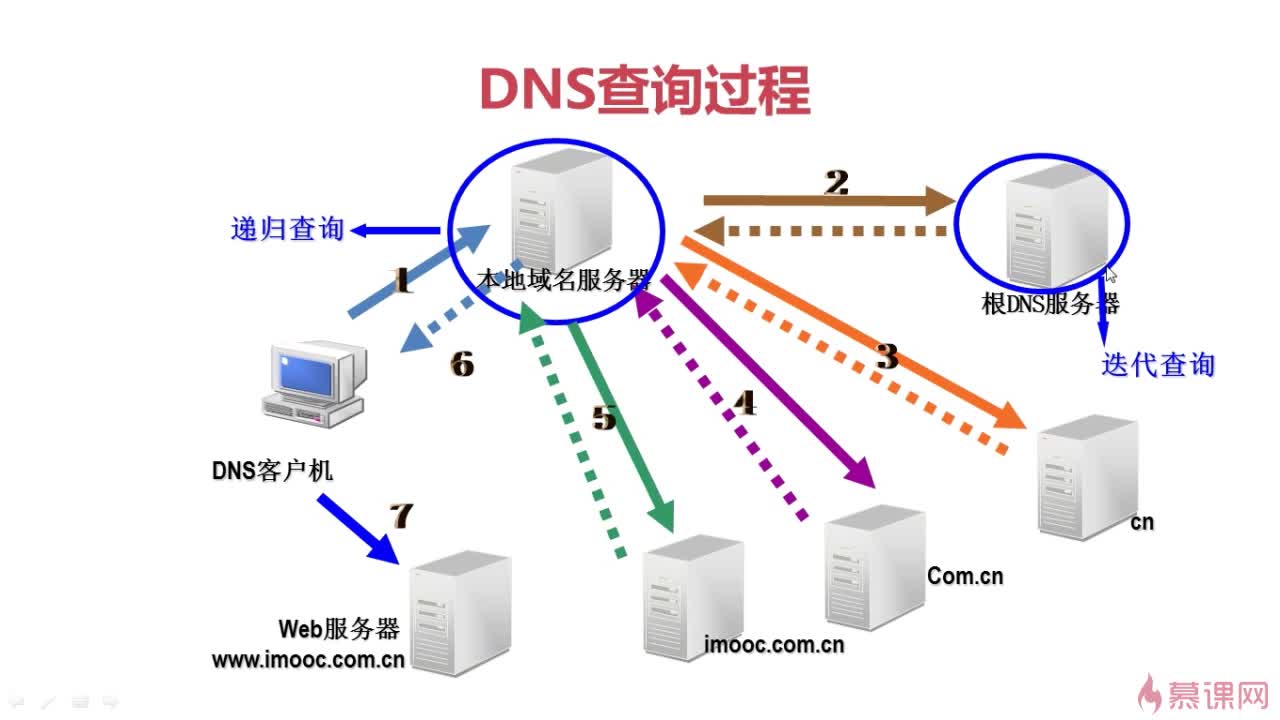 DNS查询过程
2
递归查询
1
本地域名服务器
根DNS服务器
6
3
迭代查询
5
4
DNS客户机
7
cn
Com.cn
Web服务器
www.imooc.com.cn
imooc.com.cn
慕课网